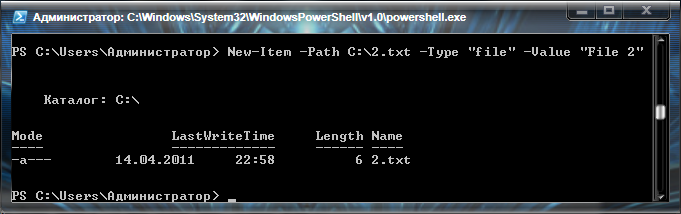 Администратор: C:\Windows\System32\WindowsPowerShell\v1.0\powershell.exe
PS C:\Users\Администратор> New-Item -Path C:\2.txt -Type "file" -Value "File 2"
Каталог: C:\
Mode LastWriteTime Length Name
---- ------------- ------ ----
-a--- 14.04.2011 22:58 6 2.txt
PS C:\Users\Администратор> _